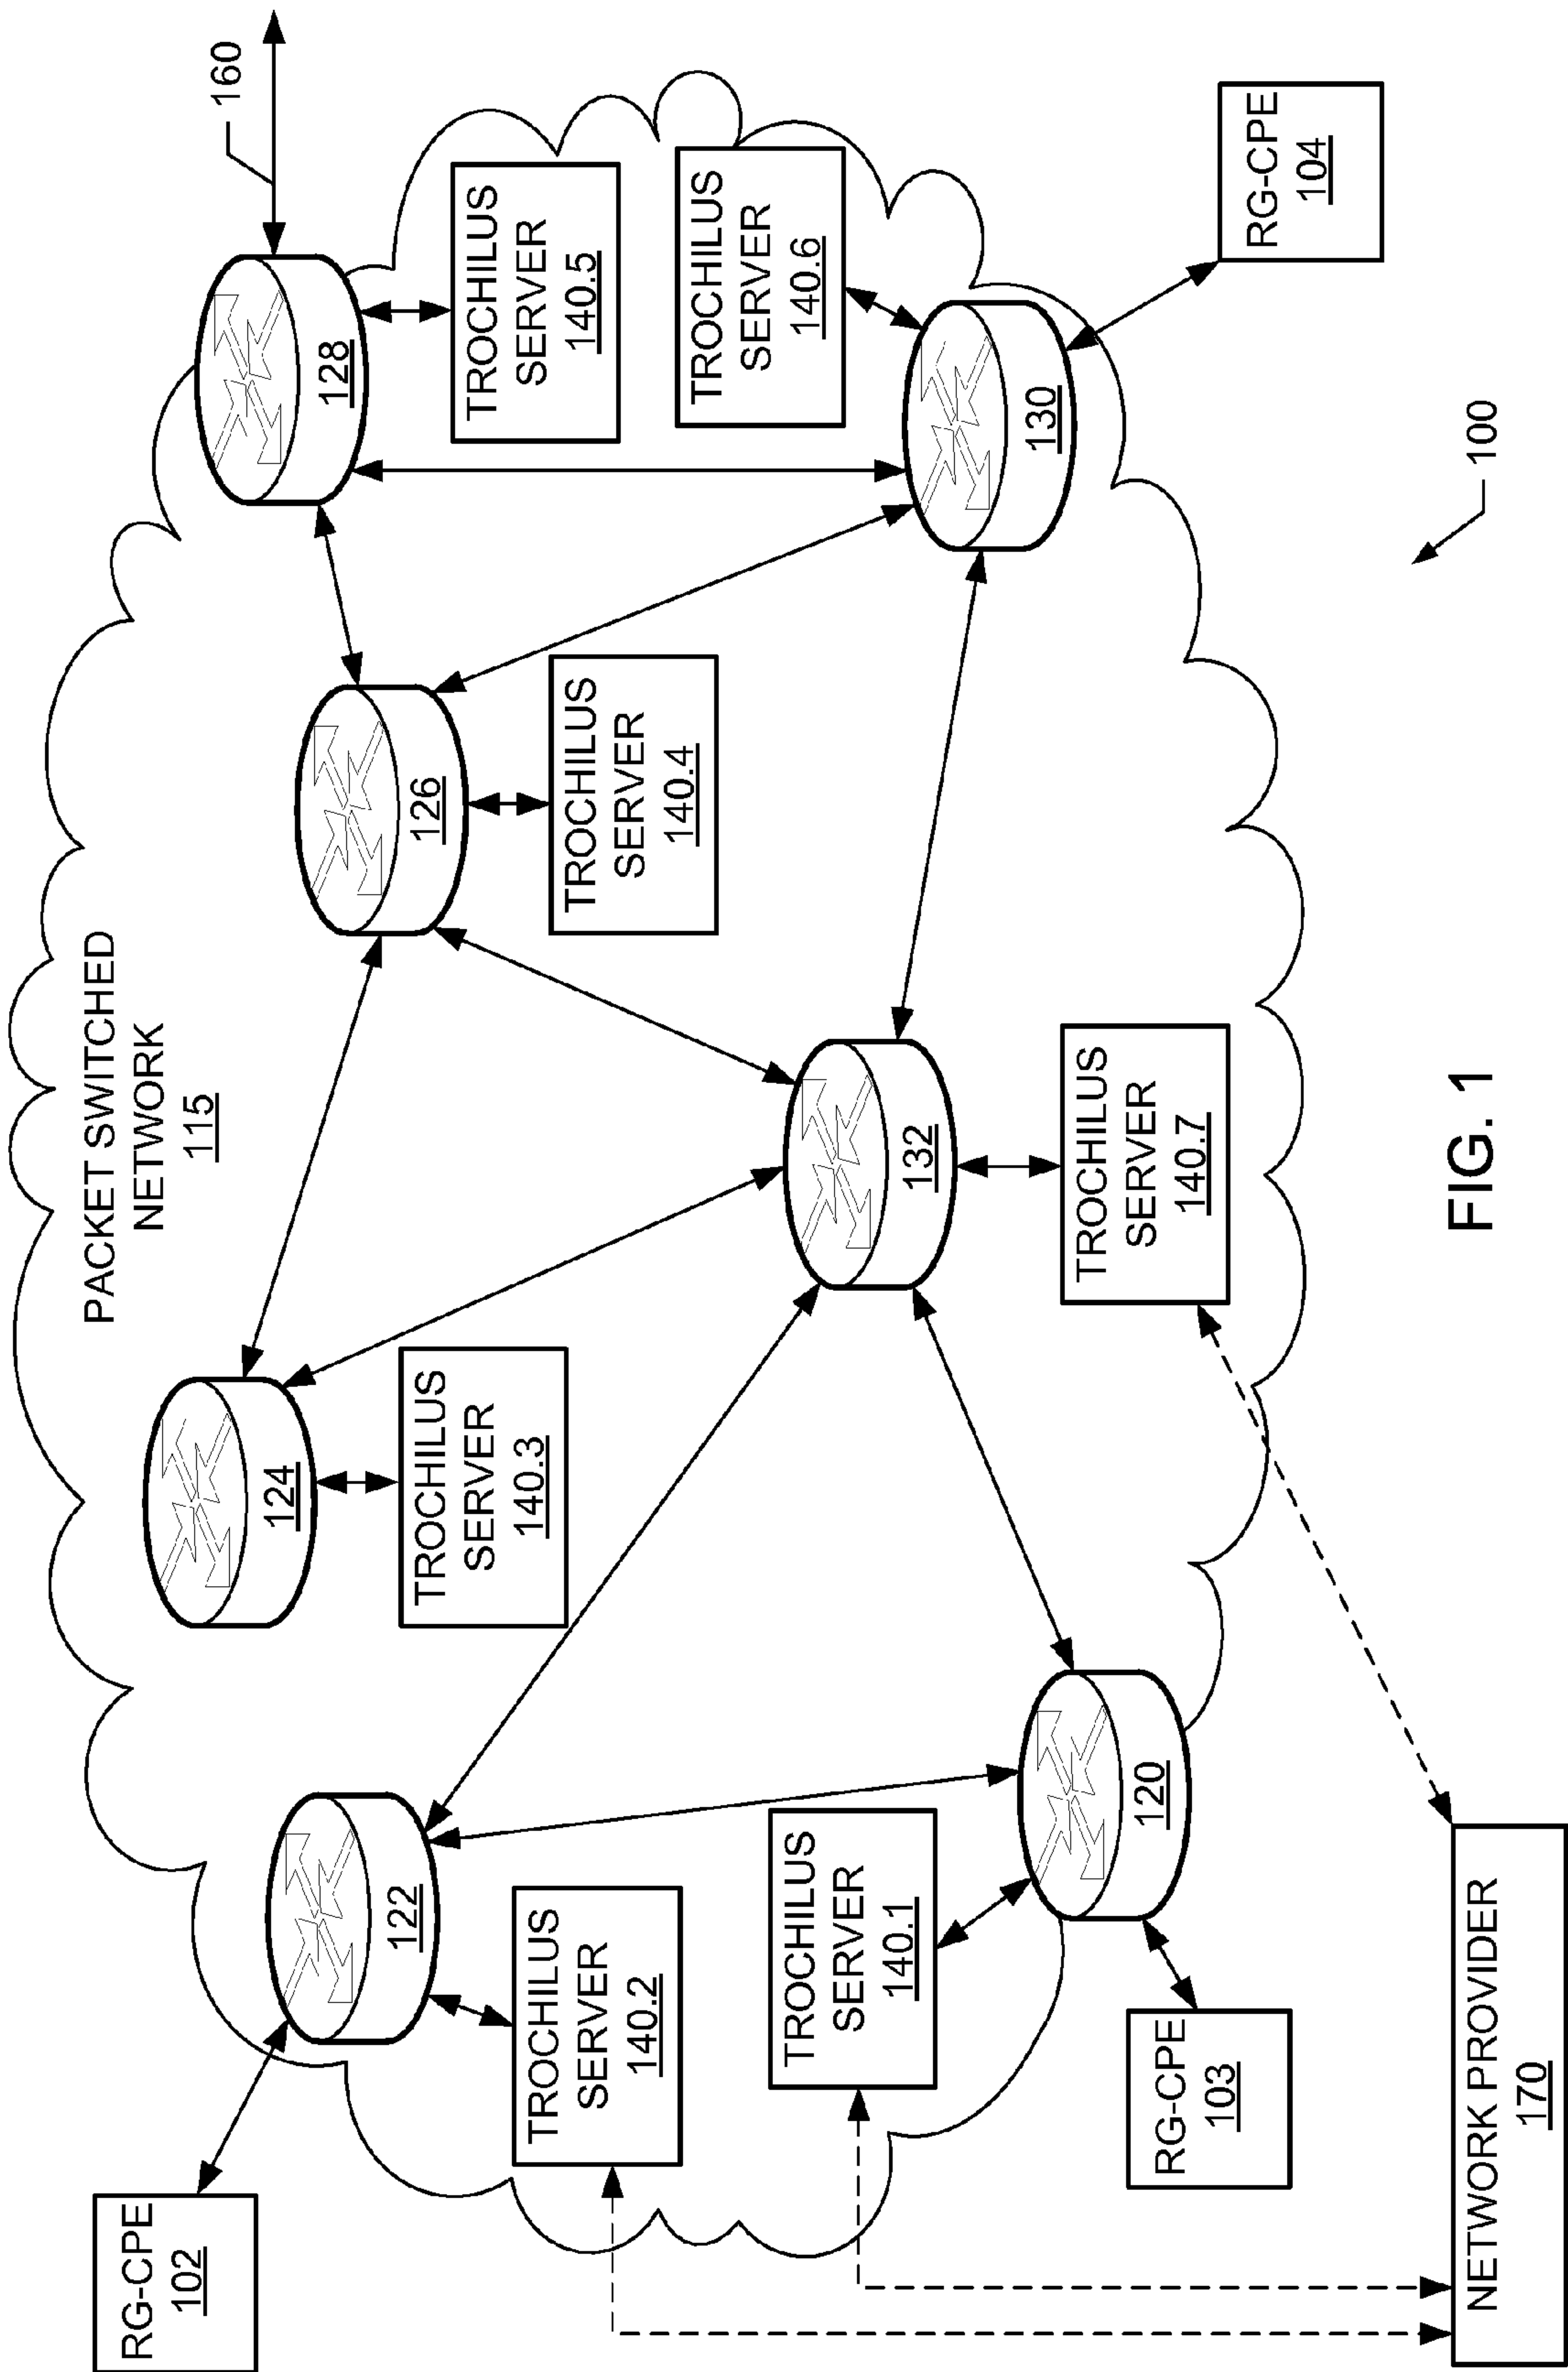 PACKET SWITCHED
NETWORK
115
160
128
TROCHILUS
SERVER
140.5
126
TROCHILUS
SERVER
140.4
124
TROCHILUS
SERVER
140.3
122
RG-CPE
102
TROCHILUS
SERVER
140.2
TROCHILUS
SERVER
140.6
130
RG-CPE
104
132
TROCHILUS
SERVER
140.7
TROCHILUS
SERVER
140.1
120
RG-CPE
103
NETWORK PROVIDER
170
100
FIG. 1